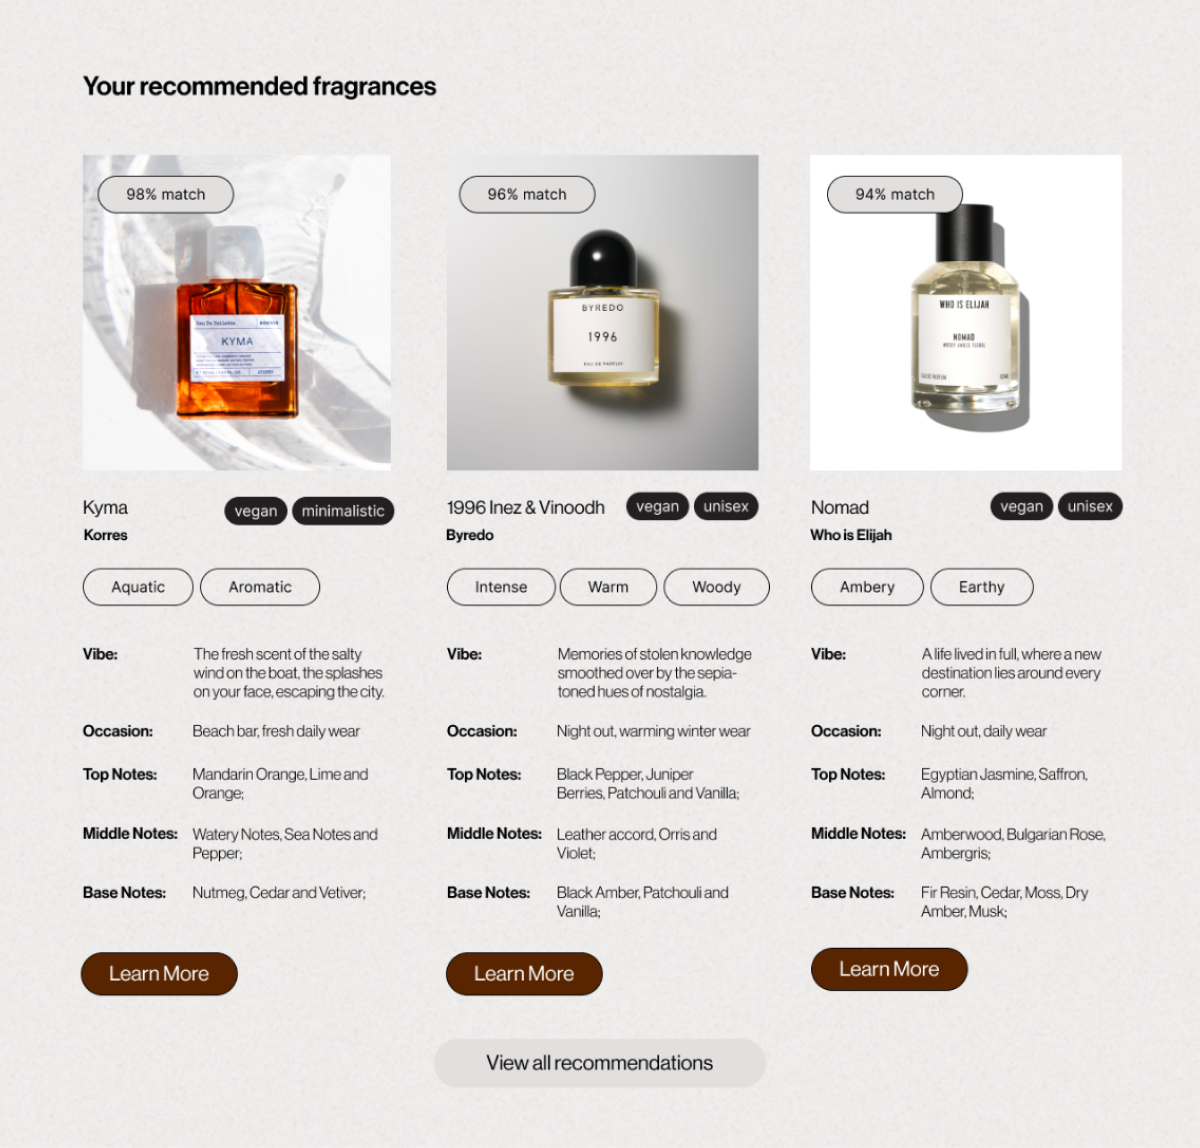 Your recommended fragrances
98% match
KYMA
Kyma
vegan
minimalistic
Korres
Aquatic
Aromatic
Vibe:
The fresh scent of the salty
wind on the boat, the splashes
on your face, escaping the city.
Occasion:
Beach bar, fresh daily wear
Top Notes:
Mandarin Orange, Lime and
Orange;
Middle Notes:
Watery Notes, Sea Notes and
Pepper;
Base Notes:
Nutmeg, Cedar and Vetiver;
Learn More
96% match
BYREDO
1996
EAU DE PARFUM
1996 Inez & Vinoodh
vegan
unisex
Byredo
Intense
Warm
Woody
Vibe:
Memories of stolen knowledge
smoothed over by the sepia-
toned hues of nostalgia.
Occasion:
Night out, warming winter wear
Top Notes:
Black Pepper, Juniper
Berries, Patchouli and Vanilla;
Middle Notes:
Leather accord, Orris and
Violet;
Base Notes:
Black Amber, Patchouli and
Vanilla;
Learn More
94% match
WHO IS ELIJAH
NOMAD
EAU DE PARFUM
Nomad
vegan
unisex
Who is Elijah
Ambery
Earthy
Vibe:
A life lived in full, where a new
destination lies around every
corner.
Occasion:
Night out, daily wear
Top Notes:
Egyptian Jasmine, Saffron,
Almond;
Middle Notes:
Amberwood, Bulgarian Rose,
Ambergris;
Base Notes:
Fir Resin, Cedar, Moss, Dry
Amber, Musk;
Learn More
View all recommendations